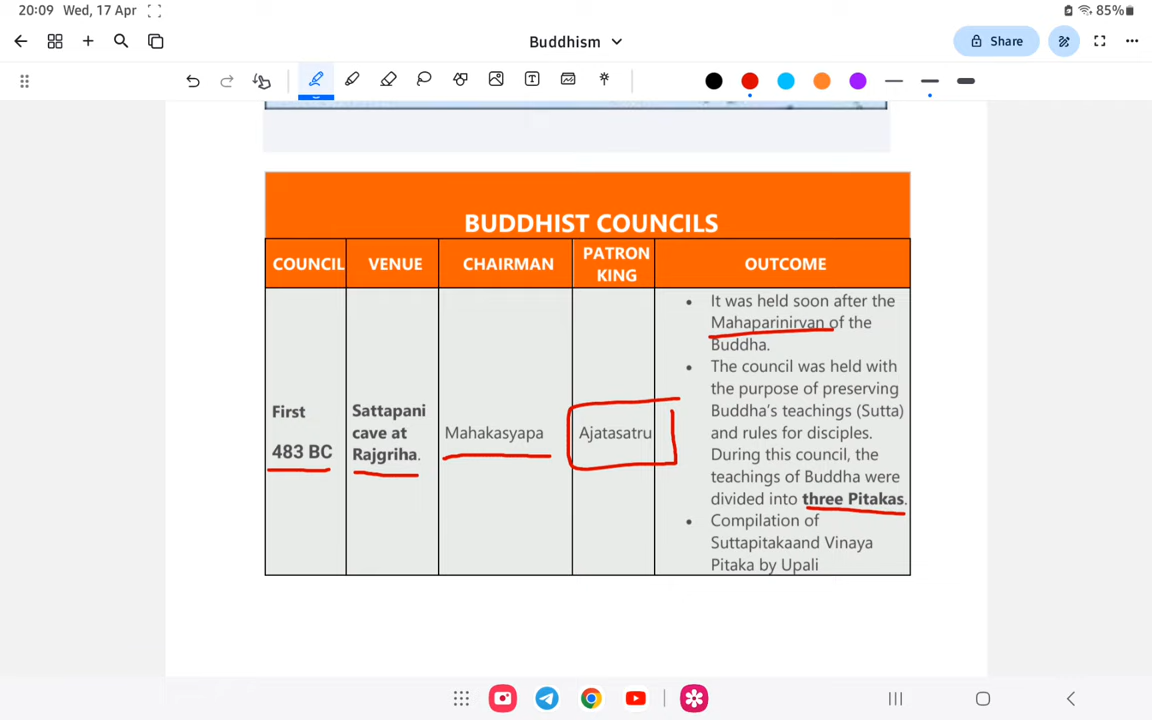 20:09 Wed, 17 Apr
85%
Buddhism
Share
BUDDHIST COUNCILS
COUNCIL
VENUE
CHAIRMAN
PATRON
KING
OUTCOME
First
483 BC
Sattapani
cave at
Rajgriha.
Mahakasyapa
Ajatasatru
• It was held soon after the
Mahaparinirvan of the
Buddha.
• The council was held with
the purpose of preserving
Buddha’s teachings (Sutta)
and rules for disciples.
During this council, the
teachings of Buddha were
divided into three Pitakas.
• Compilation of
Suttapitakaand Vinaya
Pitaka by Upali